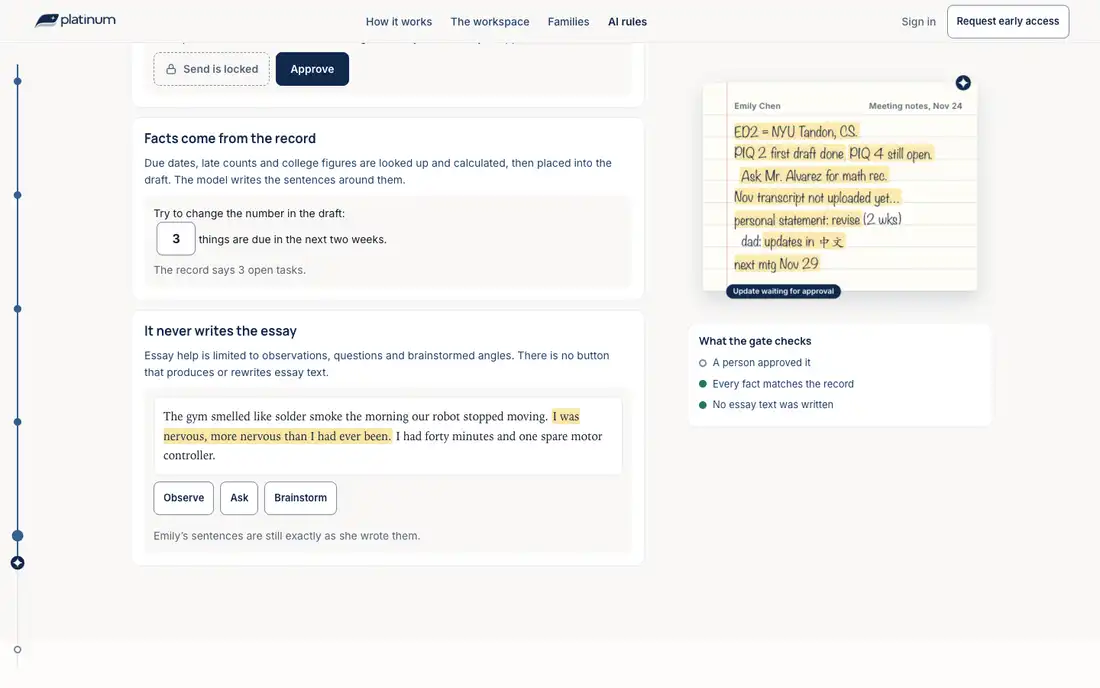 platinum
How it works
The workspace
Families
AI rules
Sign in
Request early access
Send is locked
Approve
Facts come from the record
Due dates, late counts and college figures are looked up and calculated, then placed into the
draft. The model writes the sentences around them.
Try to change the number in the draft:
3 things are due in the next two weeks.
The record says 3 open tasks.
It never writes the essay
Essay help is limited to observations, questions and brainstormed angles. There is no button
that produces or rewrites essay text.
The gym smelled like solder smoke the morning our robot stopped moving. I was
nervous, more nervous than I had ever been. I had forty minutes and one spare motor
controller.
Observe
Ask
Brainstorm
Emily's sentences are still exactly as she wrote them.
Emily Chen
Meeting notes, Nov 24
ED2 = NYU Tandon, CS.
PIQ 2 first draft done PIQ 4 still open.
Ask Mr. Alvarez for math rec.
Nov transcript not uploaded yet...
personal statement: revise (2 wks)
dad: updates in 中文
next mtg Nov 29
Update waiting for approval
What the gate checks
A person approved it
Every fact matches the record
No essay text was written